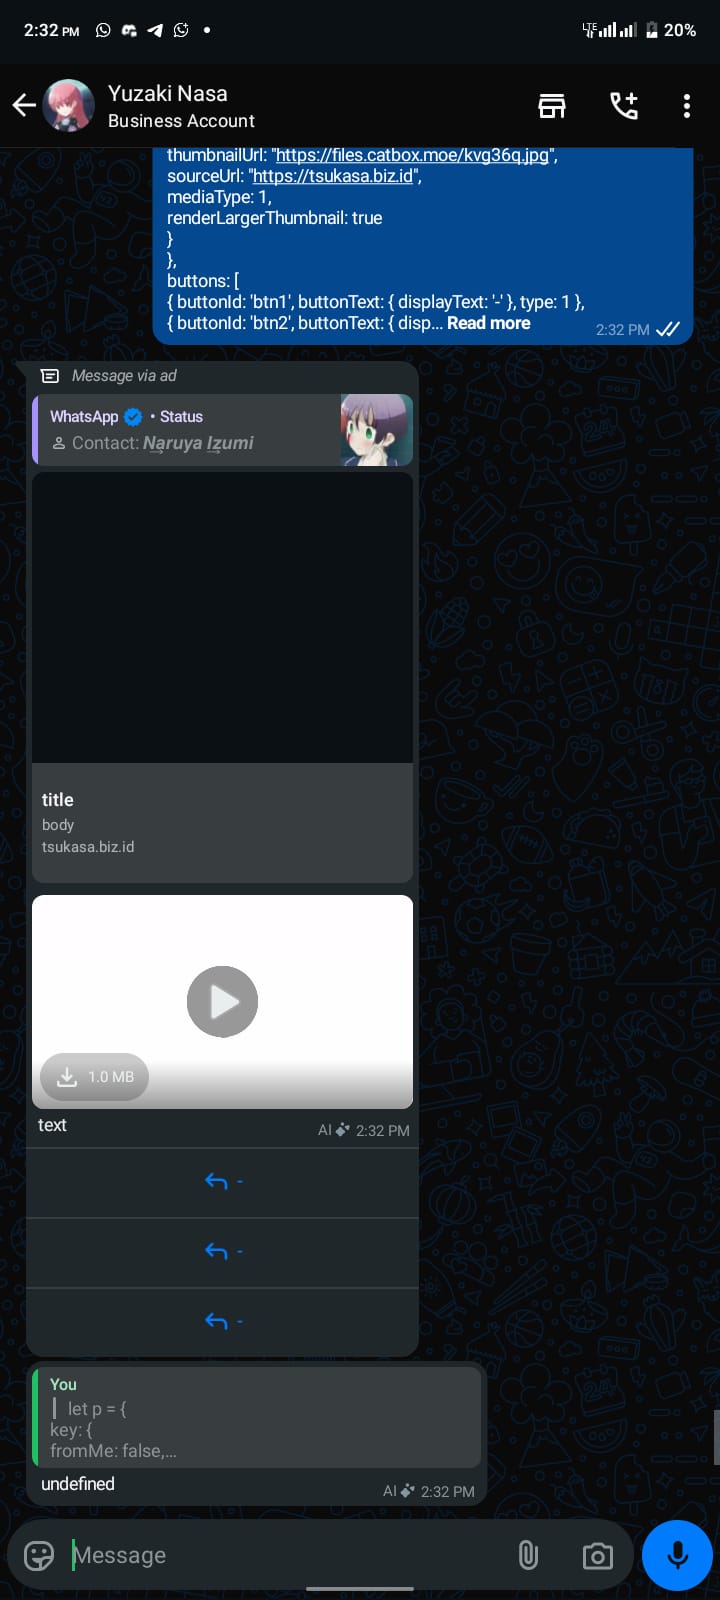 2:32 PM
LTE
20%
Yuzaki Nasa
Business Account
thumbnailUrl: "https://files.catbox.moe/kvg36q.jpg",
sourceUrl: "https://tsukasa.biz.id",
mediaType: 1,
renderLargerThumbnail: true
}
},
buttons: [
{ buttonId: 'btn1', buttonText: { displayText: '-' }, type: 1 },
{ buttonId: 'btn2', buttonText: { disp... Read more
2:32 PM
Message via ad
WhatsApp • Status
Contact: Naruya Izumi
title
body
tsukasa.biz.id
1.0 MB
text
AI 2:32 PM
-
-
-
You
let p = {
key: {
fromMe: false,...
undefined
AI 2:32 PM
Message